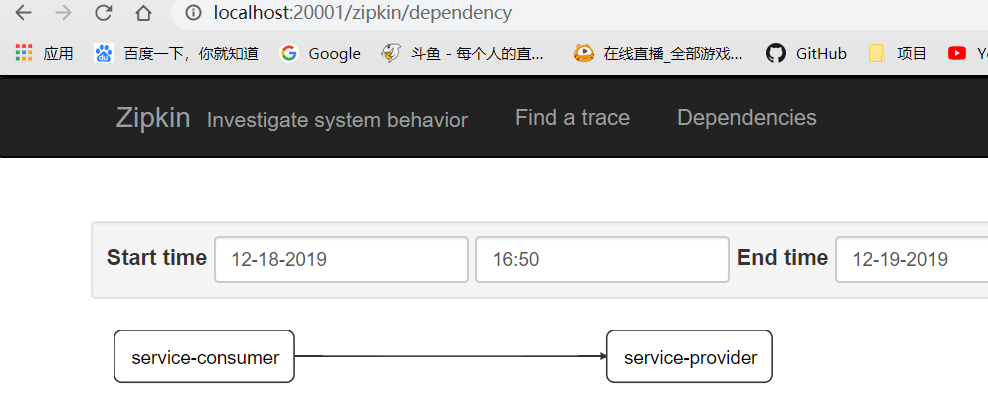 localhost:20001/zipkin/dependency
应用 百度一下，你就知道 Google 斗鱼 - 每个人的直... 在线直播_全部游戏... GitHub 项目
Zipkin Investigate system behavior Find a trace Dependencies
Start time 12-18-2019 16:50 End time 12-19-2019
service-consumer service-provider